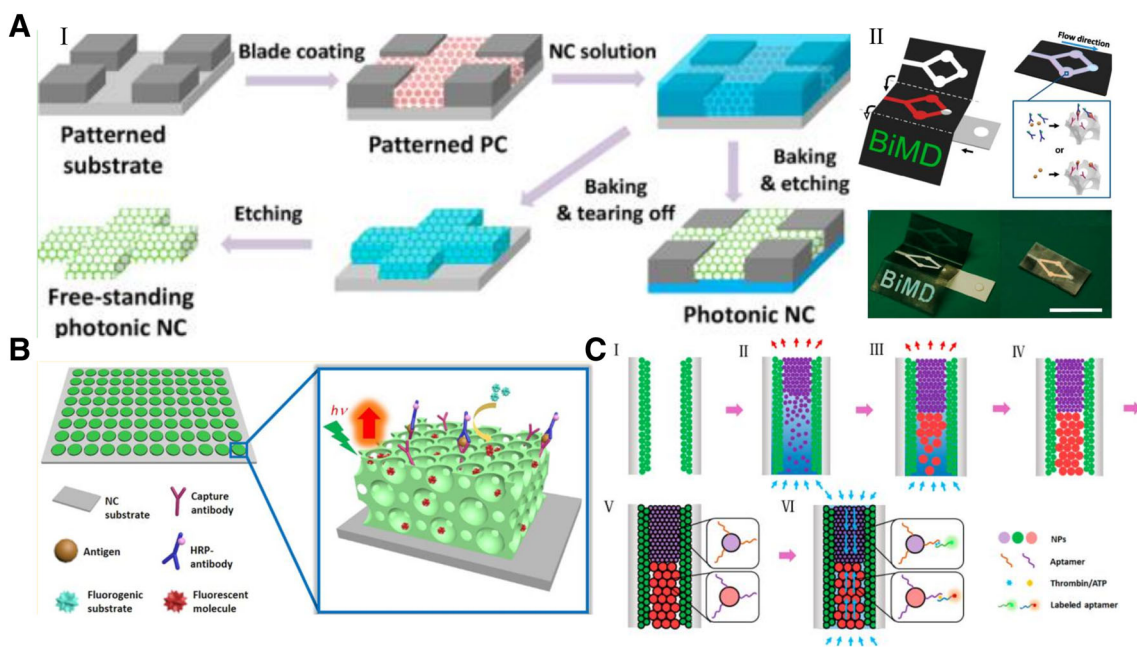 A
I
Blade coating
NC solution
Patterned
substrate
Patterned PC
Baking
& etching
Baking
& tearing off
Etching
Free-standing
photonic NC
Photonic NC
II
Flow direction
BiMD
or
BiMD
B
hν
NC
substrate
Capture
antibody
Antigen
HRP-
antibody
Fluorogenic
substrate
Fluorescent
molecule
C
I
II
III
IV
V
VI
NPs
Aptamer
Thrombin/ATP
Labeled aptamer